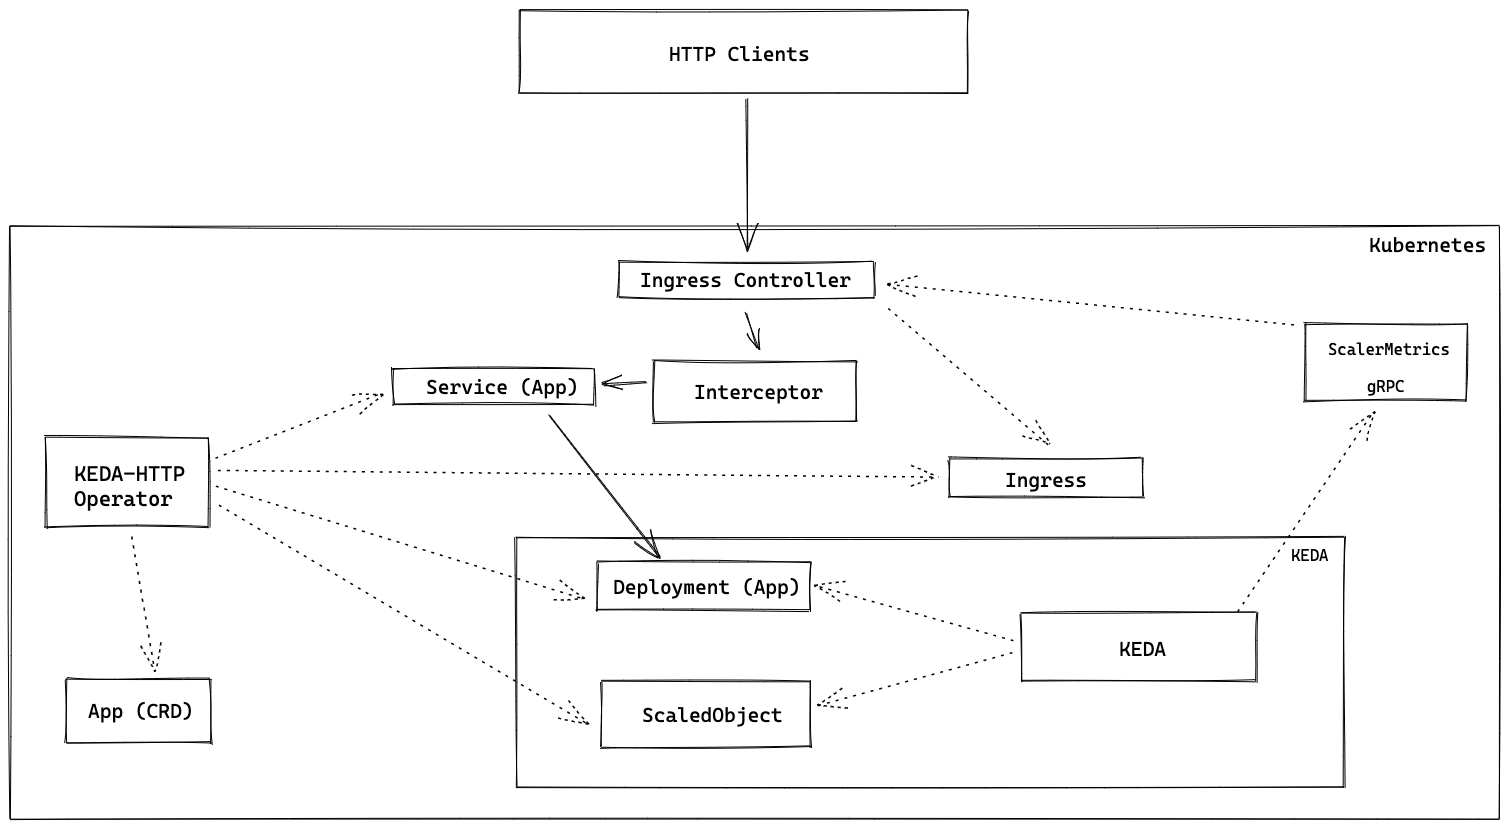 HTTP Clients
Kubernetes
Ingress Controller
ScalerMetrics
gRPC
Service (App)
Interceptor
KEDA-HTTP
Operator
Ingress
KEDA
Deployment (App)
KEDA
App (CRD)
ScaledObject